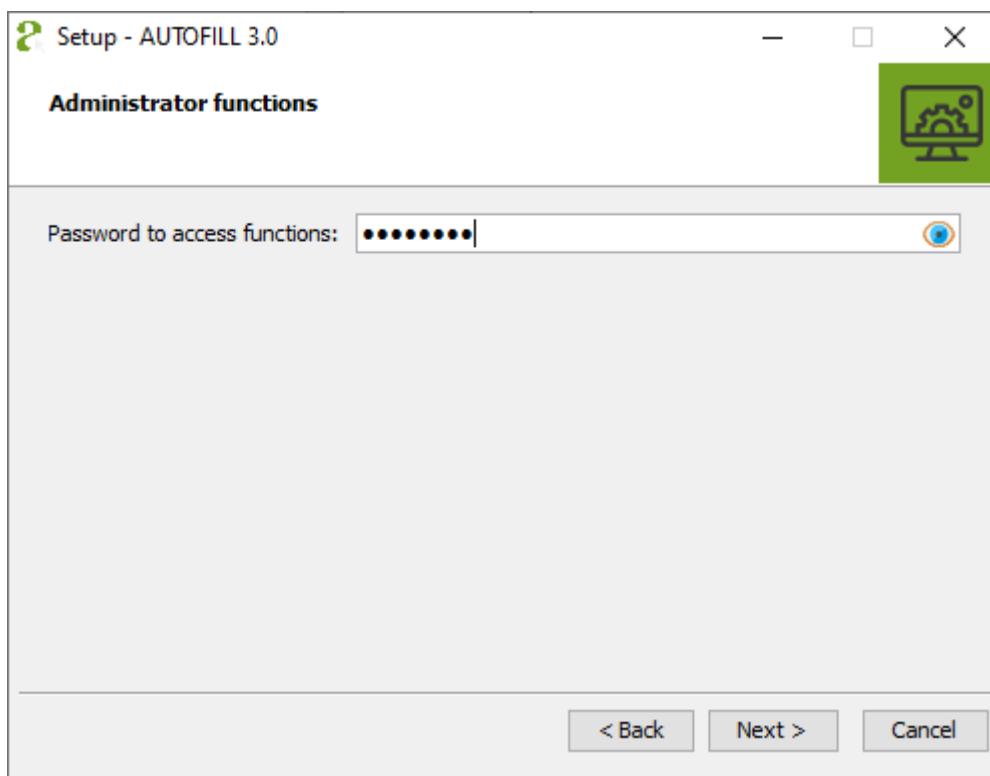 Setup - AUTOFILL 3.0
Administrator functions
Password to access functions: ••••••••
< Back Next > Cancel